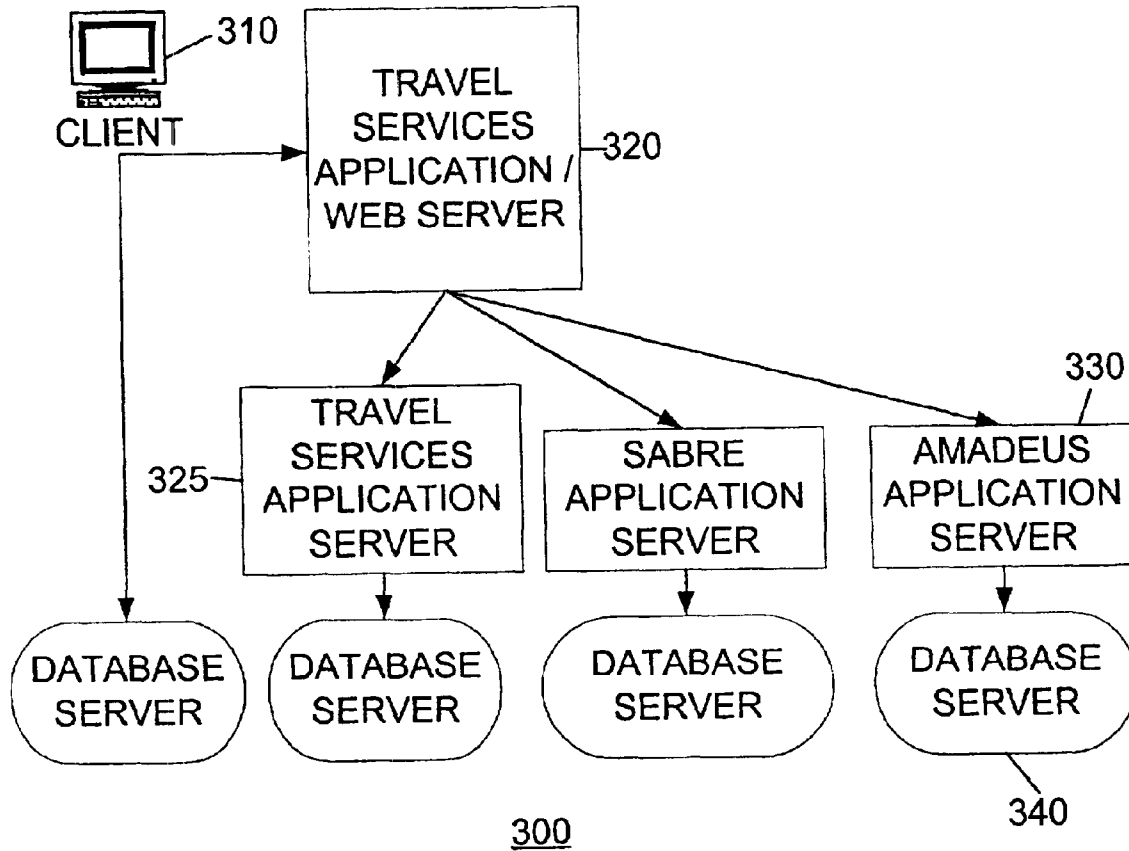 310
CLIENT
TRAVEL
SERVICES
APPLICATION /
WEB SERVER
320
330
325
TRAVEL
SERVICES
APPLICATION
SERVER
SABRE
APPLICATION
SERVER
AMADEUS
APPLICATION
SERVER
DATABASE
SERVER
DATABASE
SERVER
DATABASE
SERVER
DATABASE
SERVER
340
300